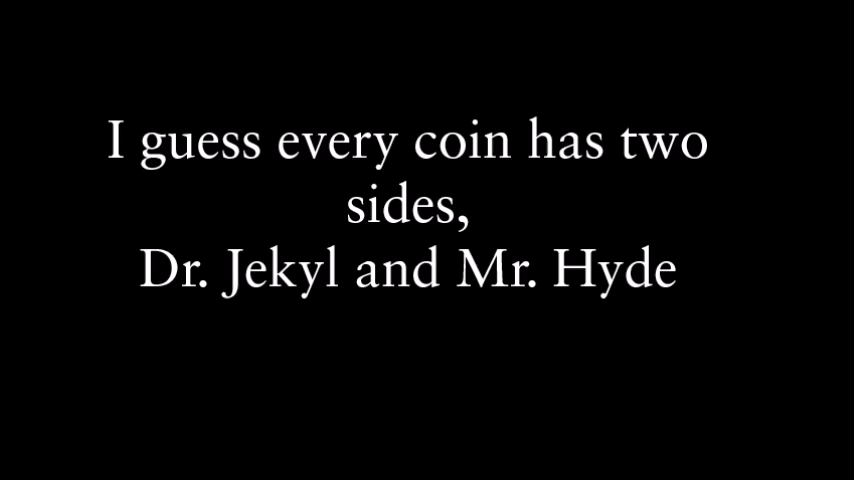 I guess every coin has two
sides,
Dr. Jekyl and Mr. Hyde